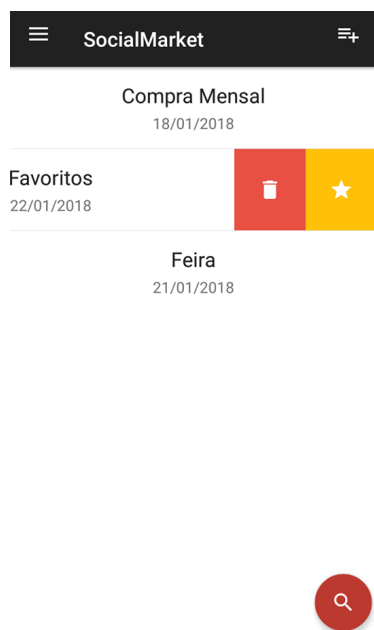 SocialMarket
Compra Mensal
18/01/2018
Favoritos
22/01/2018
Feira
21/01/2018